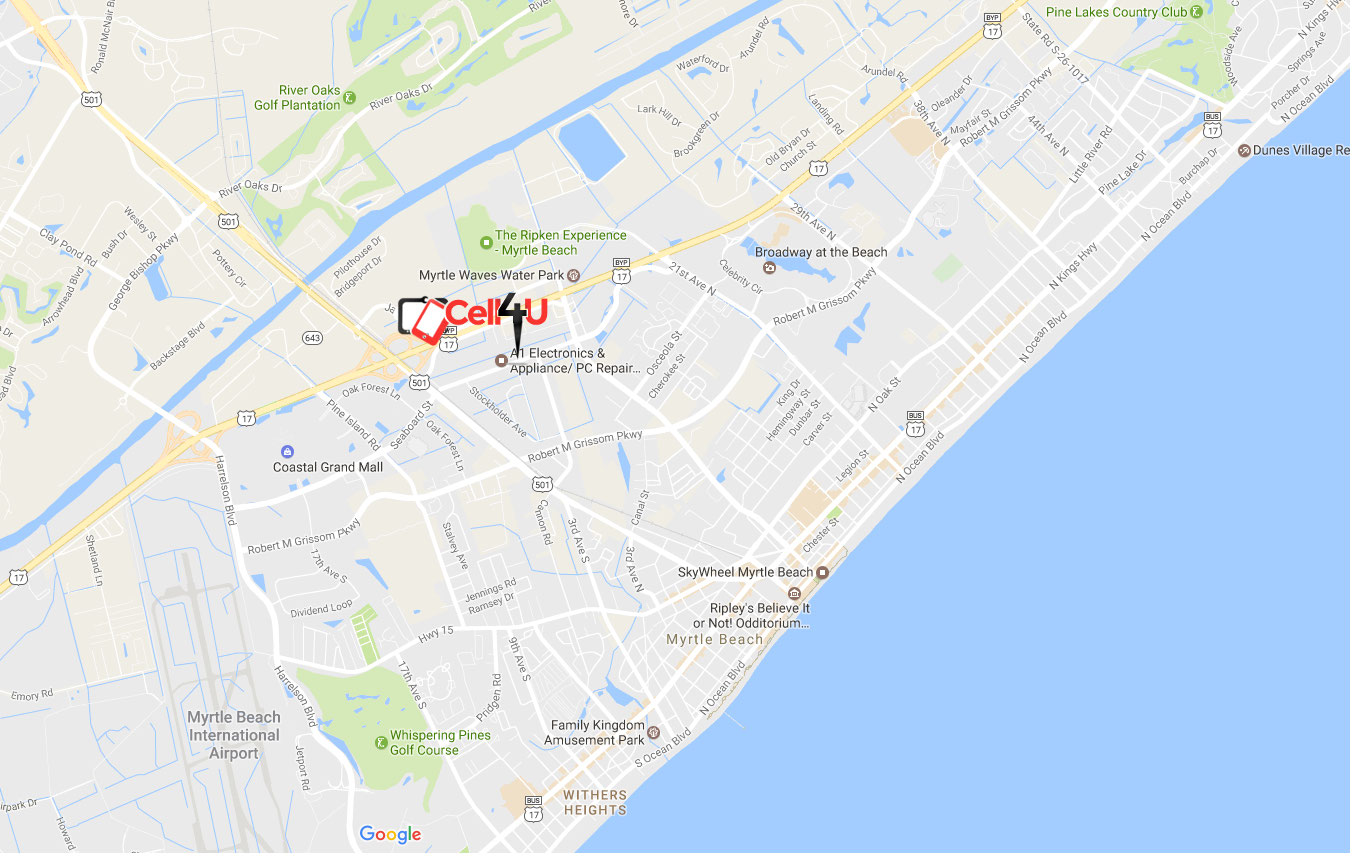 River Dr
Pine Lakes Country Club
N Kings Hwy
Ronald McNair Blvd
BYP
17
State Rd S-26-1017
Woodside Ave
Springs Ave
Arundel Rd
Waterford Dr
Arundel Rd
501
River Oaks
Golf Plantation
River Oaks Dr
Lark Hill Dr
Brookgreen Dr
Landing Rd
38th Ave N
Oleander Dr
Mayfair St
Robert M Grissom Pkwy
44th Ave N
Porcher Dr
N Ocean Blvd
BUS
17
Old Bryan Dr
Church St
17
Little River Rd
Pine Lake Dr
Burchap Dr
Dunes Village Re
N Ocean Blvd
River Oaks Dr
501
Wesley St
Bush Dr
Clay Pond Rd
George Bishop Pkwy
Pottery Cir
Arrowhead Blvd
Pilothouse Dr
Bridgeport Dr
29th Ave N
The Ripken Experience
- Myrtle Beach
Myrtle Waves Water Park
BYP
17
21st Ave N
Celebrity Cir
Broadway at the Beach
N Kings Hwy
Robert M Grissom Pkwy
Cell4U
17
Backstage Blvd
643
A1 Electronics &
Appliance/ PC Repair...
Osceola St
Cherokee St
N Ocean Blvd
501
Oak Forest Ln
Stockholder Ave
Pine Island Rd
Seaboard St
Oak Forest Ln
17
King Dr
Hemingway St
Dunbar St
Carver St
N Oak St
BUS
17
Robert M Grissom Pkwy
Coastal Grand Mall
Legion St
N Ocean Blvd
Harrelson Blvd
501
Cannon Rd
Canal St
Chester St
Robert M Grissom Pkwy
Stalvey Ave
3rd Ave S
3rd Ave N
17
Shetland Ln
17th Ave S
Dividend Loop
Jennings Rd
Ramsey Dr
SkyWheel Myrtle Beach
Ripley's Believe It
or Not! Odditorium...
Hwy 15
Myrtle Beach
9th Ave S
17th Ave S
Pridgen Rd
Harrelson Blvd
N Ocean Blvd
Emory Rd
Myrtle Beach
International
Airport
Whispering Pines
Golf Course
Family Kingdom
Amusement Park
S Ocean Blvd
Jetport Rd
Howard
BUS
17
WITHERS
HEIGHTS
Google